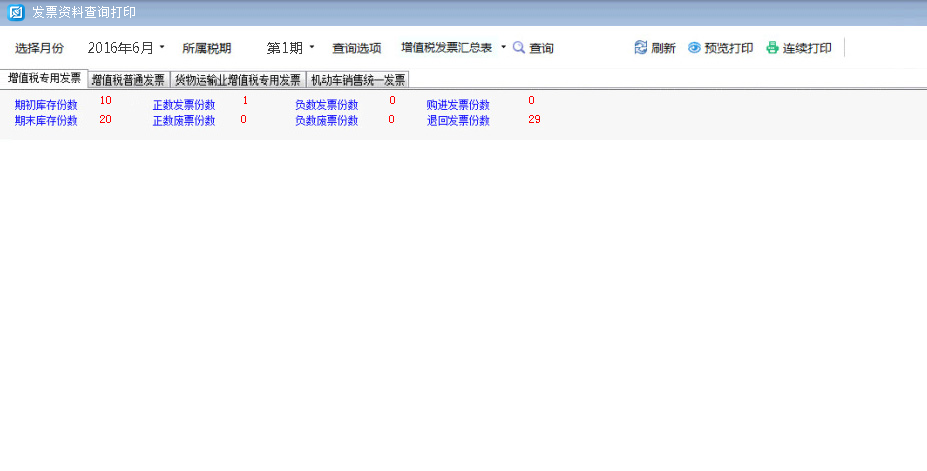 发票资料查询打印
选择月份 2016年6月 所属税期 第1期 查询选项 增值税发票汇总表 查询 刷新 预览打印 连续打印
增值税专用发票 增值税普通发票 货物运输业增值税专用发票 机动车销售统一发票
期初库存份数 10 正数发票份数 1 负数发票份数 0 购进发票份数 0
期末库存份数 20 正数废票份数 0 负数废票份数 0 退回发票份数 29